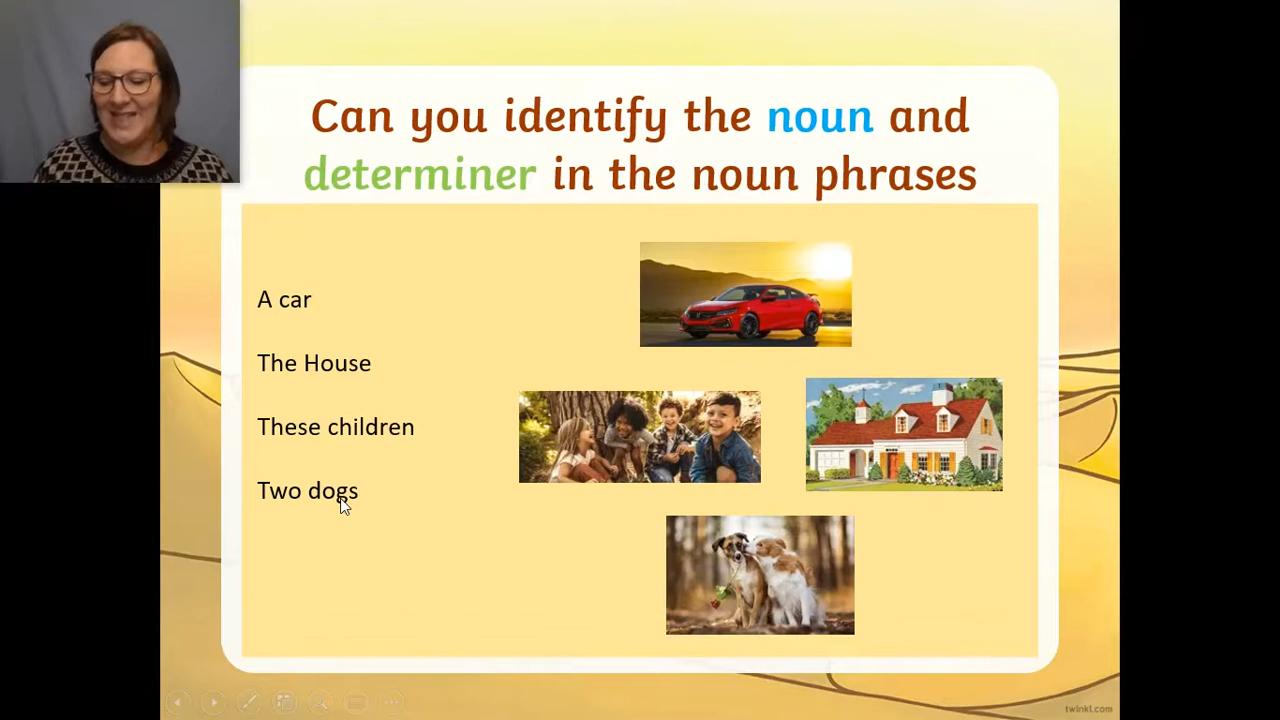 Can you identify the noun and
determiner in the noun phrases
A car
The House
These children
Two dogs
twinkl.com